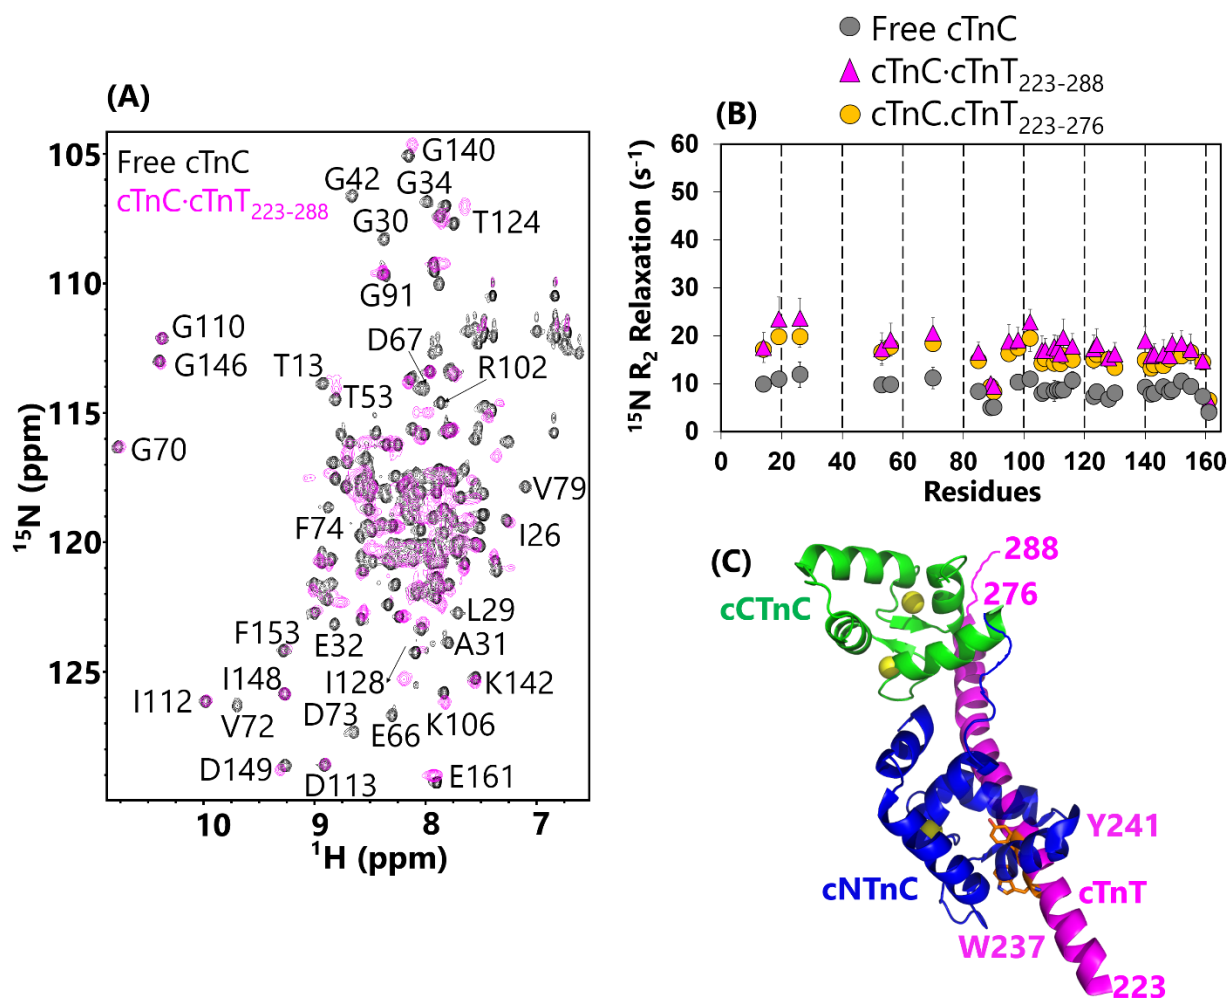 (A)
Free cTnC
cTnC·cTnT223-288
G140
G42
G34
G30
T124
G91
G110
G146
D67
T13
R102
T53
G70
V79
F74
I26
L29
F153
E32
A31
I148
I128
K142
I112
V72
D73
E66
K106
D149
D113
E161
105
110
115
120
125
15N (ppm)
10
9
8
7
1H (ppm)
Free cTnC
cTnC·cTnT223-288
cTnC.cTnT223-276
(B)
60
50
40
30
20
10
0
15N R2 Relaxation (s-1)
0
20
40
60
80
100
120
140
160
Residues
(C)
288
276
cCTnC
Y241
cNTnC
cTnT
W237
223